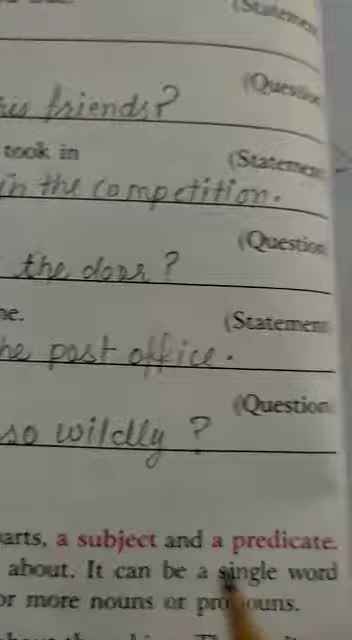 (Statement
(Question
his friends?
took in (Statement
in the competition.
(Question
the door?
ne. (Statement
he post office.
(Question
so wildly?
arts, a subject and a predicate.
about. It can be a single word
or more nouns or pronouns.